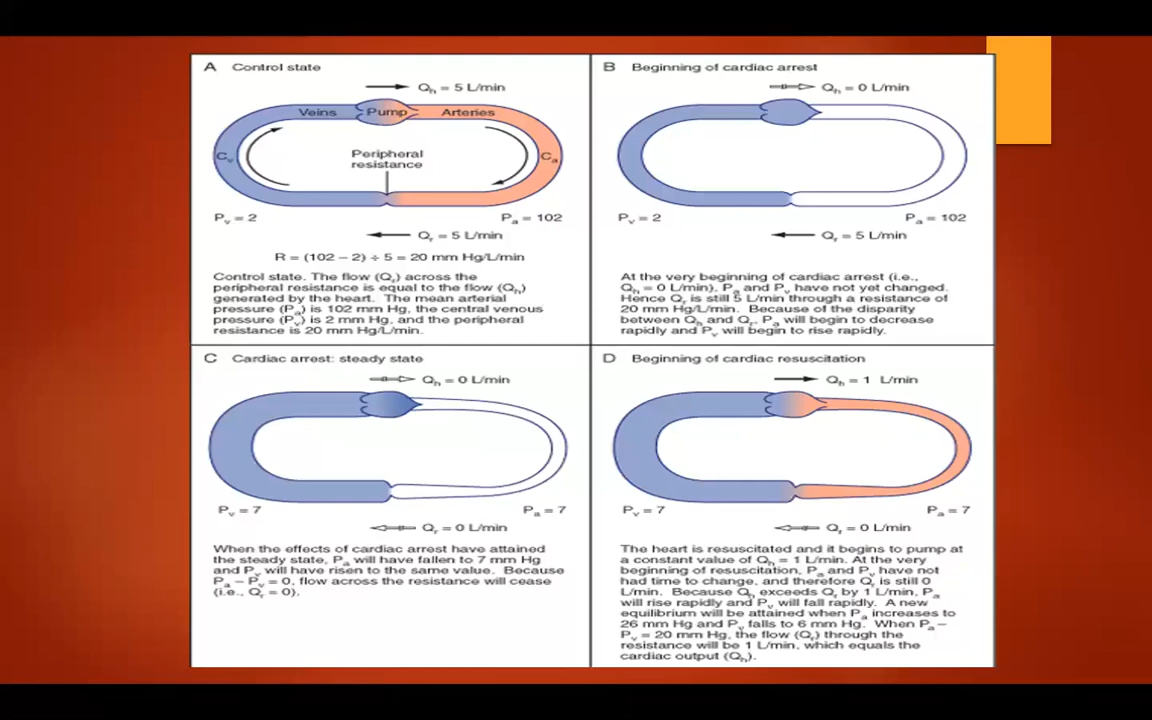 A Control state
Qh = 5 L/min
Veins Pump Arteries
Cv
Peripheral
resistance
Ca
Pv = 2
Pa = 102
Qr = 5 L/min
R = (102 − 2) ÷ 5 = 20 mm Hg/L/min
Control state. The flow (Qr) across the
peripheral resistance is equal to the flow (Qh)
generated by the heart. The mean arterial
pressure (Pa) is 102 mm Hg, the central venous
pressure (Pv) is 2 mm Hg, and the peripheral
resistance is 20 mm Hg/L/min.
B Beginning of cardiac arrest
Qh = 0 L/min
Pv = 2
Pa = 102
Qr = 5 L/min
At the very beginning of cardiac arrest (i.e.,
Qh = 0 L/min), Pa and Pv have not yet changed.
Hence Qr is still 5 L/min through a resistance of
20 mm Hg/L/min. Because of the disparity
between Qh and Qr, Pa will begin to decrease
rapidly and Pv will begin to rise rapidly.
C Cardiac arrest: steady state
Qh = 0 L/min
Pv = 7
Pa = 7
Qr = 0 L/min
When the effects of cardiac arrest have attained
the steady state, Pa will have fallen to 7 mm Hg
and Pv will have risen to the same value. Because
Pa − Pv = 0, flow across the resistance will cease
(i.e., Qr = 0).
D Beginning of cardiac resuscitation
Qh = 1 L/min
Pv = 7
Pa = 7
Qr = 0 L/min
The heart is resuscitated and it begins to pump at
a constant value of Qh = 1 L/min. At the very
beginning of resuscitation, Pa and Pv have not
had time to change, and therefore Qr is still 0
L/min. Because Qh exceeds Qr by 1 L/min, Pa
will rise rapidly and Pv will fall rapidly. A new
equilibrium will be attained when Pa increases to
26 mm Hg and Pv falls to 6 mm Hg. When Pa −
Pv = 20 mm Hg, the flow (Qr) through the
resistance will be 1 L/min, which equals the
cardiac output (Qh).